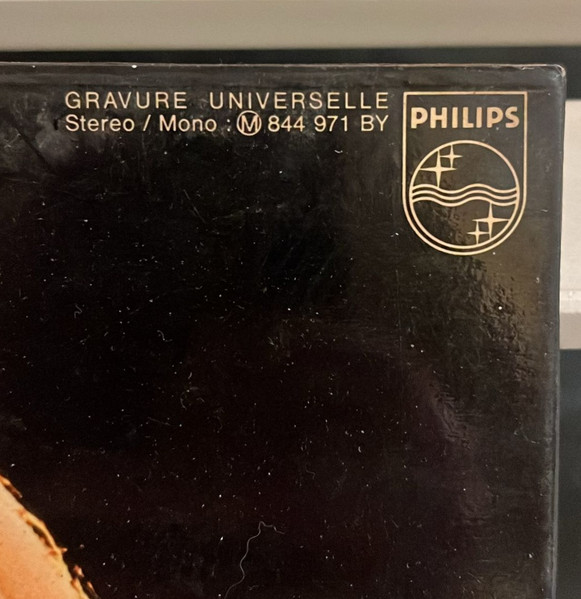 GRAVURE UNIVERSELLE
Stereo / Mono : Ⓜ 844 971 BY
PHILIPS